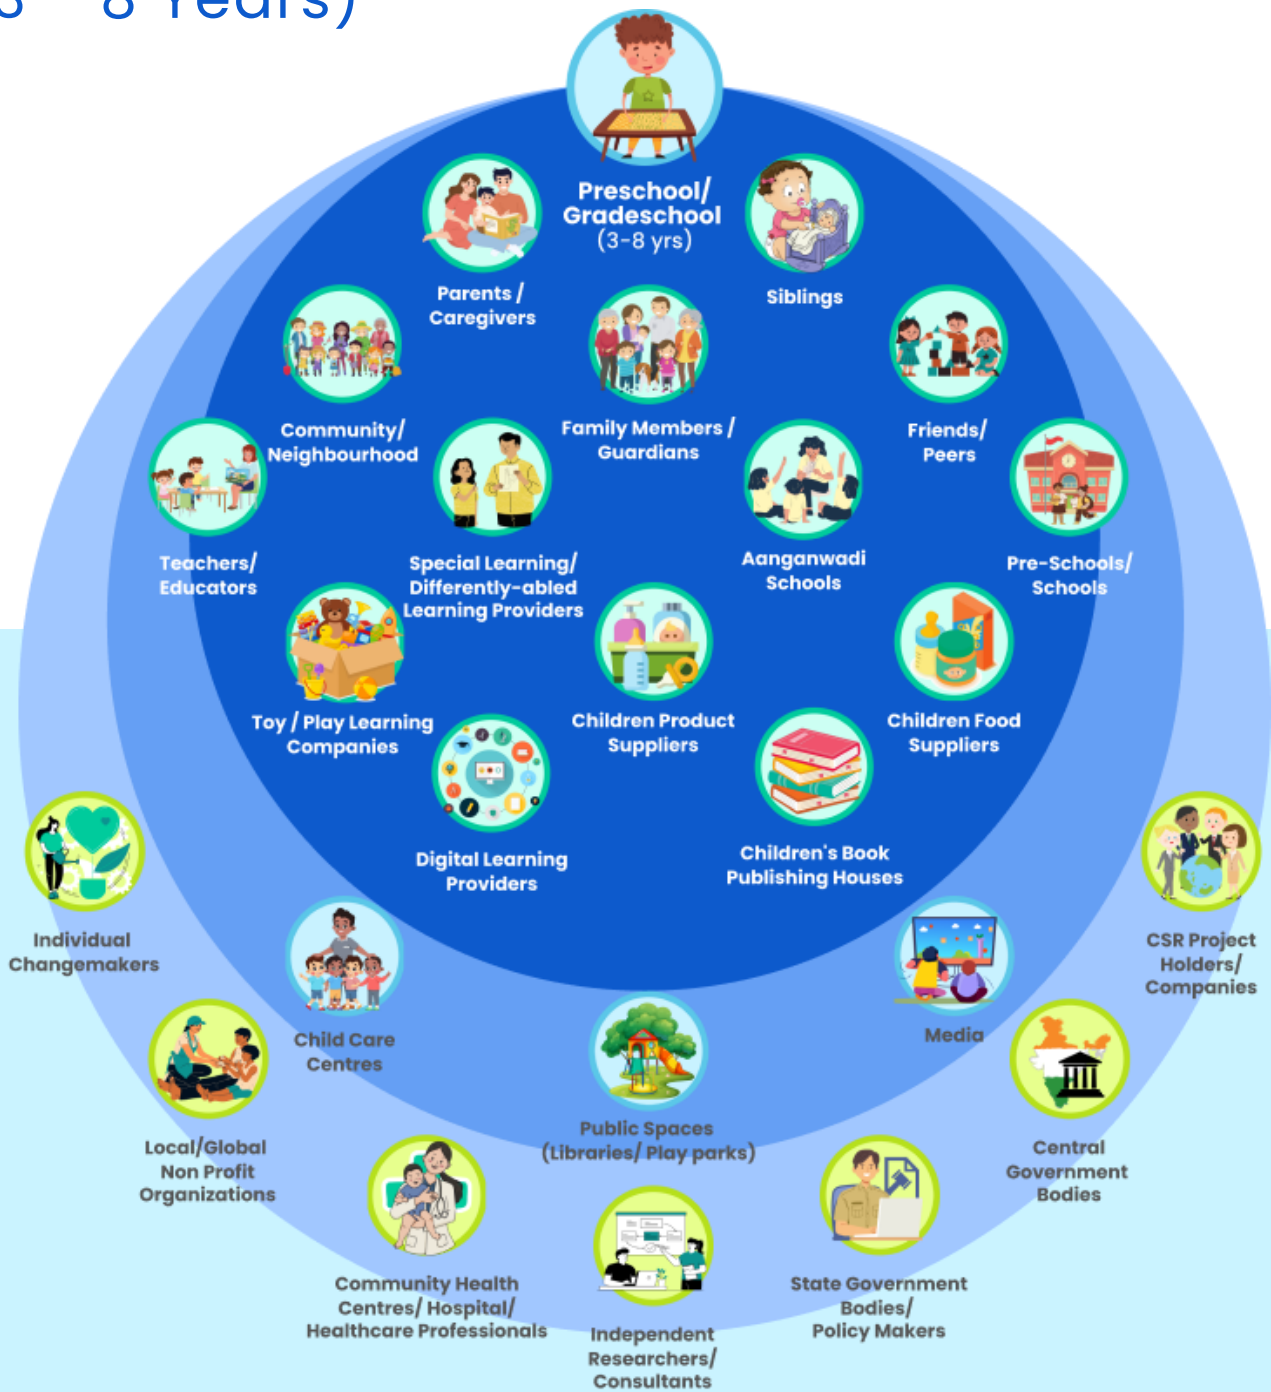 8 Years)
Preschool/
Gradeschool
(3-8 yrs)
Parents /
Caregivers
Siblings
Community/
Neighbourhood
Family Members /
Guardians
Friends/
Peers
Teachers/
Educators
Special Learning/
Differently-abled
Learning Providers
Aanganwadi
Schools
Pre-Schools/
Schools
Toy / Play Learning
Companies
Children Product
Suppliers
Children Food
Suppliers
Digital Learning
Providers
Children's Book
Publishing Houses
Individual
Changemakers
CSR Project
Holders/
Companies
Child Care
Centres
Media
Public Spaces
(Libraries/ Play parks)
Local/Global
Non Profit
Organizations
Central
Government
Bodies
Community Health
Centres/ Hospital/
Healthcare Professionals
Independent
Researchers/
Consultants
State Government
Bodies/
Policy Makers